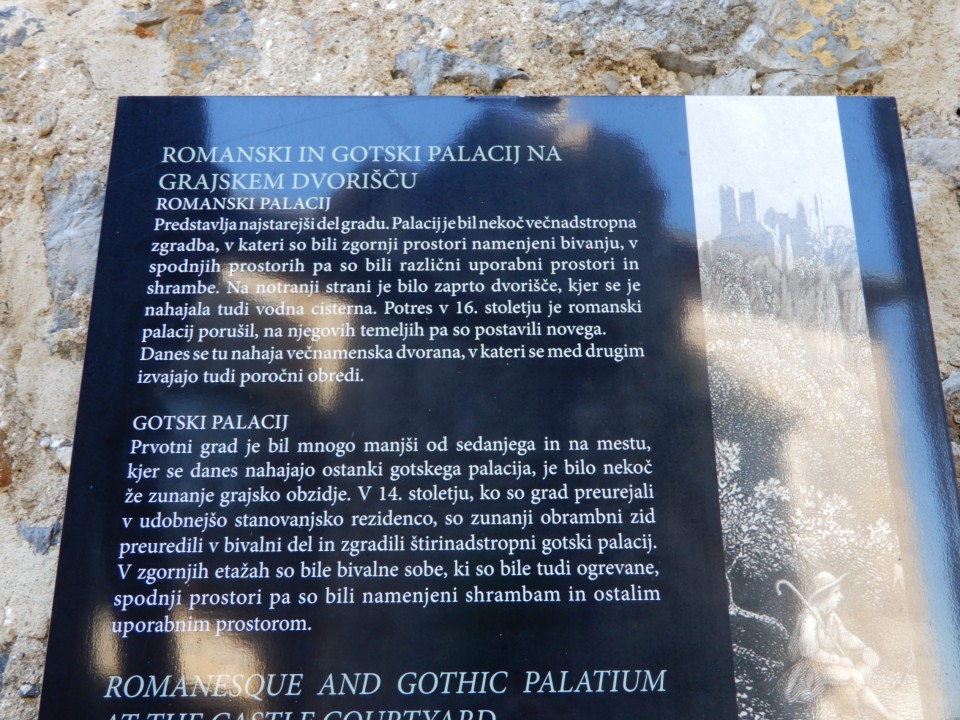 ROMANSKI IN GOTSKI PALACIJ NA
GRAJSKEM DVORIŠČU
ROMANSKI PALACIJ
Predstavlja najstarejši del gradu. Palacij je bil nekoč večnadstropna
zgradba, v kateri so bili zgornji prostori namenjeni bivanju, v
spodnjih prostorih pa so bili različni uporabni prostori in
shrambe. Na notranji strani je bilo zaprto dvorišče, kjer se je
nahajala tudi vodna cisterna. Potres v 16. stoletju je romanski
palacij porušil, na njegovih temeljih pa so postavili novega.
Danes se tu nahaja večnamenska dvorana, v kateri se med drugim
izvajajo tudi poročni obredi.
GOTSKI PALACIJ
Prvotni grad je bil mnogo manjši od sedanjega in na mestu,
kjer se danes nahajajo ostanki gotskega palacija, je bilo nekoč
že zunanje grajsko obzidje. V 14. stoletju, ko so grad preurejali
v udobnejšo stanovanjsko rezidenco, so zunanji obrambni zid
preuredili v bivalni del in zgradili štirinadstropni gotski palacij.
V zgornjih etažah so bile bivalne sobe, ki so bile tudi ogrevane,
spodnji prostori pa so bili namenjeni shrambam in ostalim
uporabnim prostorom.
ROMANESQUE AND GOTHIC PALATIUM
AT THE CASTLE COURTYARD